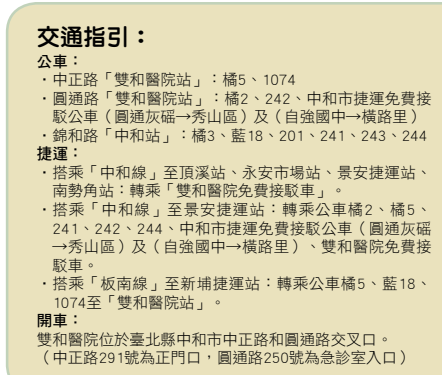 交通指引：
公車：
・中正路「雙和醫院站」：橘5、1074
・圓通路「雙和醫院站」：橘2、242、中和市捷運免費接
駁公車（圓通灰磘→秀山區）及（自強國中→橫路里）
・錦和路「中和站」：橘3、藍18、201、241、243、244
捷運：
・搭乘「中和線」至頂溪站、永安市場站、景安捷運站、
南勢角站：轉乘「雙和醫院免費接駁車」。
・搭乘「中和線」至景安捷運站：轉乘公車橘2、橘5、
241、242、244、中和市捷運免費接駁公車（圓通灰磘
→秀山區）及（自強國中→橫路里）、雙和醫院免費接
駁車。
・搭乘「板南線」至新埔捷運站：轉乘公車橘5、藍18、
1074至「雙和醫院站」。
開車：
雙和醫院位於臺北縣中和市中正路和圓通路交叉口。
（中正路291號為正門口，圓通路250號為急診室入口）